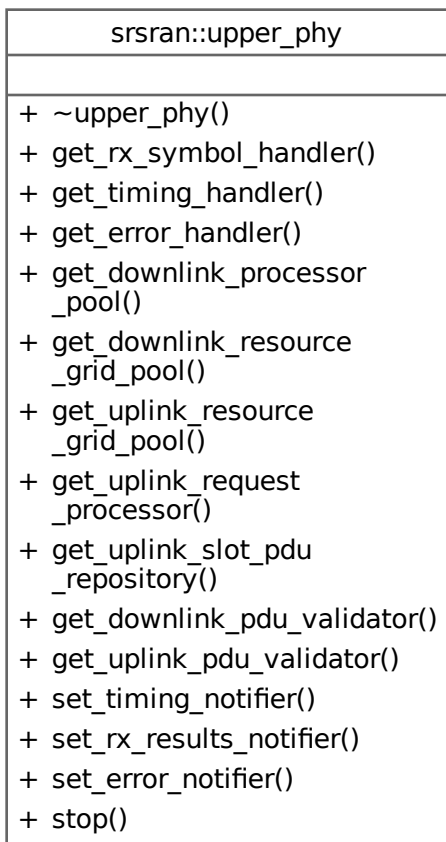 srsran::upper_phy
+ ~upper_phy()
+ get_rx_symbol_handler()
+ get_timing_handler()
+ get_error_handler()
+ get_downlink_processor
_pool()
+ get_downlink_resource
_grid_pool()
+ get_uplink_resource
_grid_pool()
+ get_uplink_request
_processor()
+ get_uplink_slot_pdu
_repository()
+ get_downlink_pdu_validator()
+ get_uplink_pdu_validator()
+ set_timing_notifier()
+ set_rx_results_notifier()
+ set_error_notifier()
+ stop()